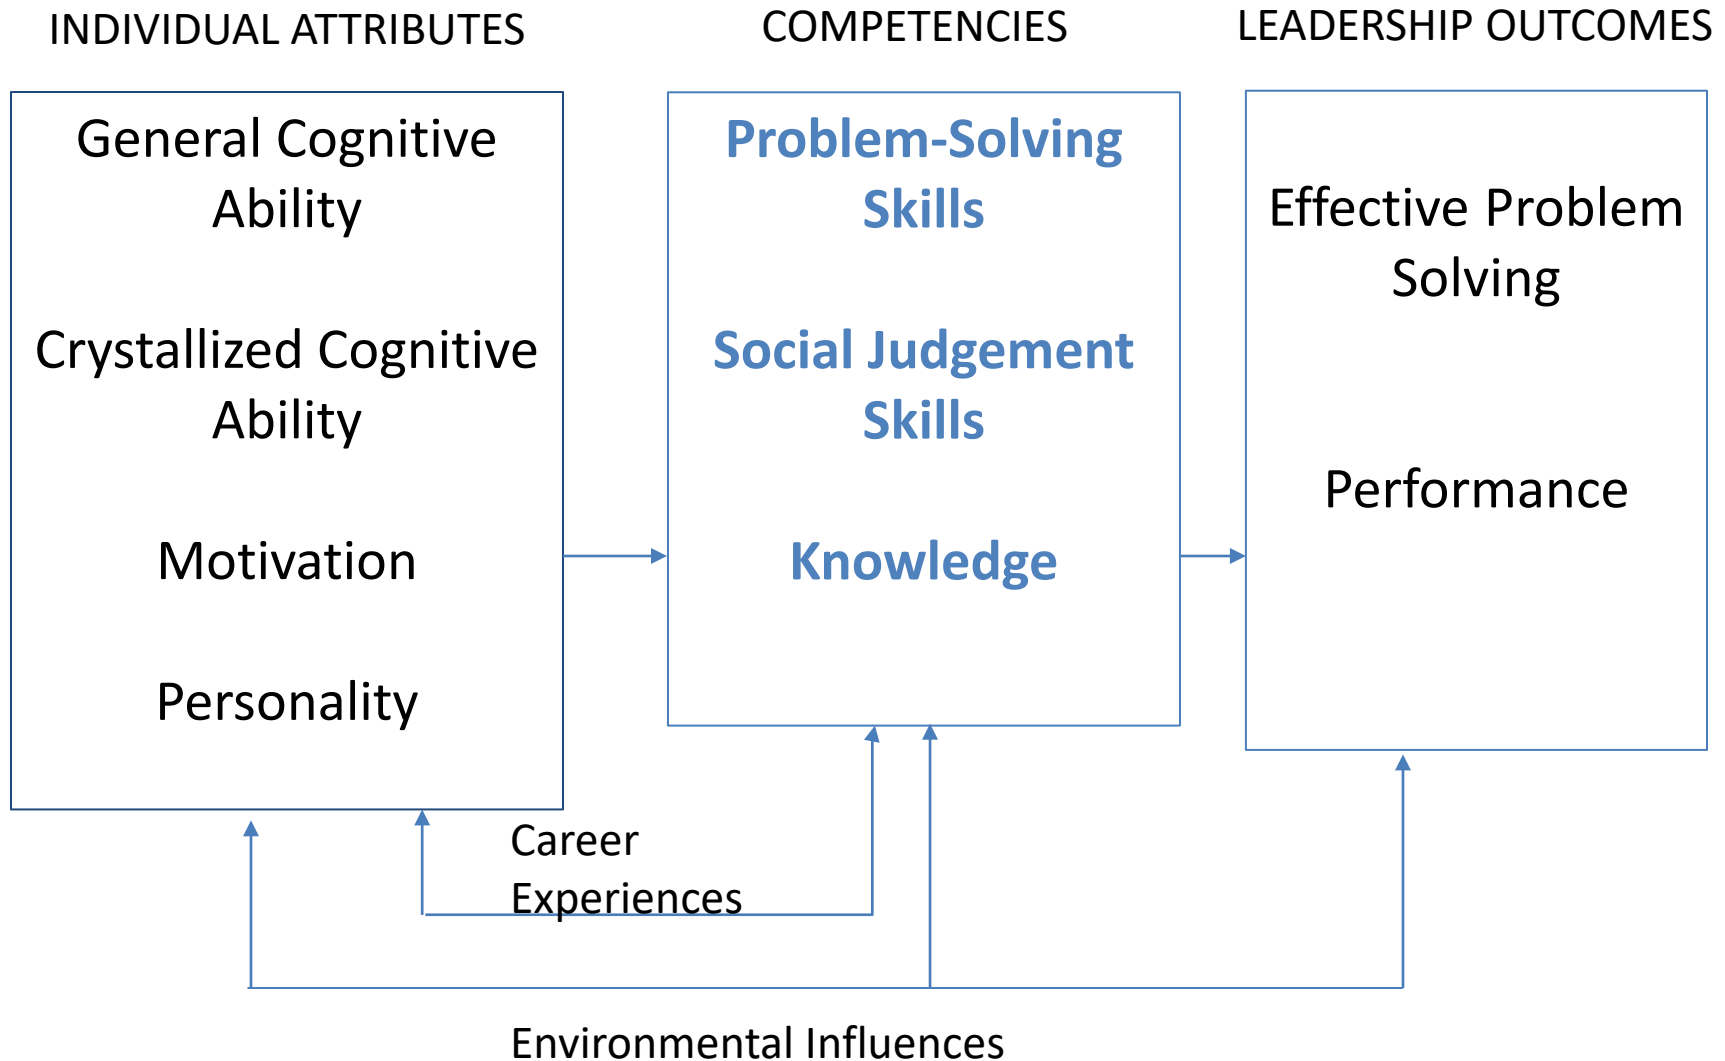 INDIVIDUAL ATTRIBUTES
COMPETENCIES
LEADERSHIP OUTCOMES
General Cognitive
Ability
Crystallized Cognitive
Ability
Motivation
Personality
Problem-Solving
Skills
Social Judgement
Skills
Knowledge
Effective Problem
Solving
Performance
Career
Experiences
Environmental Influences